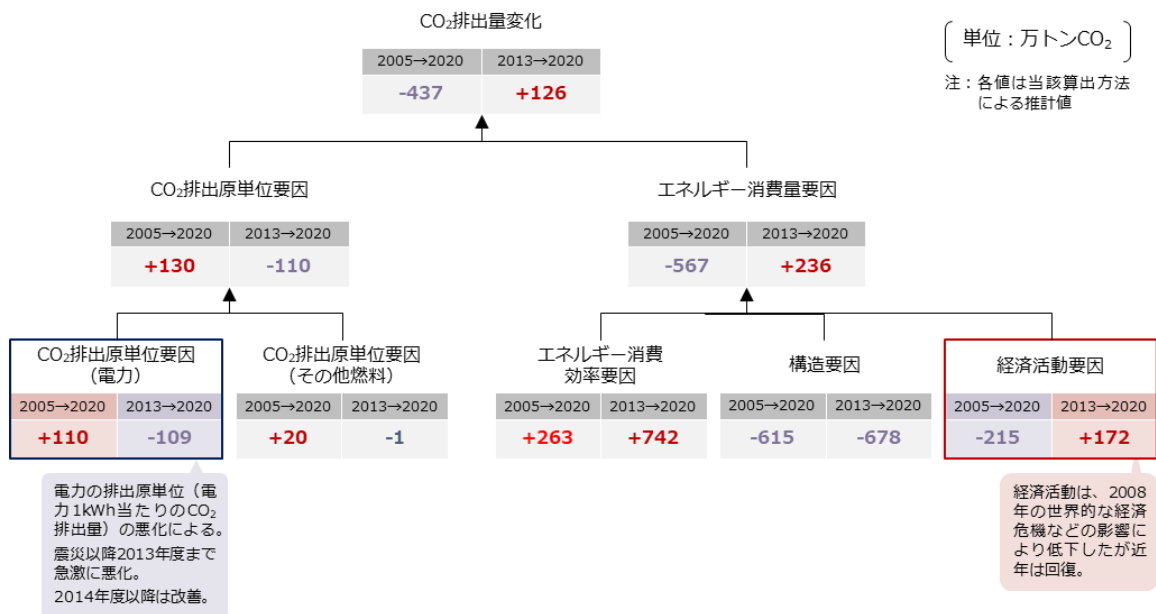 CO₂排出量変化
2005→2020 2013→2020
-437 +126
単位：万トンCO₂
注：各値は当該算出方法
による推計値
CO₂排出原単位要因
2005→2020 2013→2020
+130 -110
エネルギー消費量要因
2005→2020 2013→2020
-567 +236
CO₂排出原単位要因
（電力）
2005→2020 2013→2020
+110 -109
CO₂排出原単位要因
（その他燃料）
2005→2020 2013→2020
+20 -1
エネルギー消費
効率要因
2005→2020 2013→2020
+263 +742
構造要因
2005→2020 2013→2020
-615 -678
経済活動要因
2005→2020 2013→2020
-215 +172
電力の排出原単位（電
力1kWh当たりのCO₂
排出量）の悪化による。
震災以降2013年度まで
急激に悪化。
2014年度以降は改善。
経済活動は、2008
年の世界的な経済
危機などの影響に
より低下したが近
年は回復。